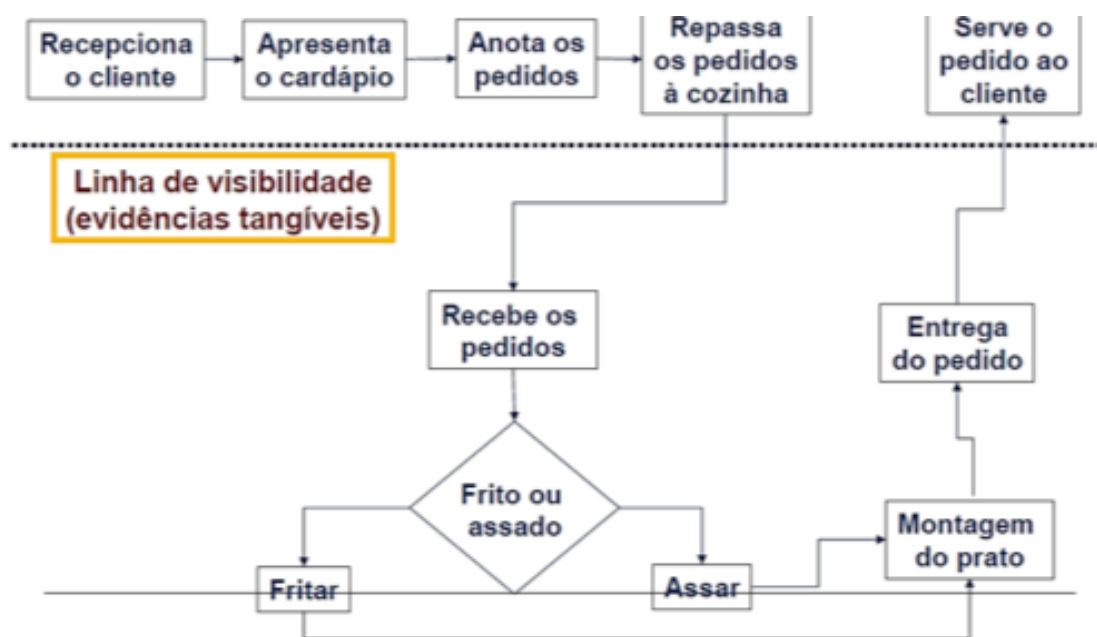 Recepciona
o cliente
Apresenta
o cardápio
Anota os
pedidos
Repassa
os pedidos
à cozinha
Serve o
pedido ao
cliente
Linha de visibilidade
(evidências tangíveis)
Recebe os
pedidos
Entrega
do pedido
Frito ou
assado
Montagem
do prato
Fritar
Assar